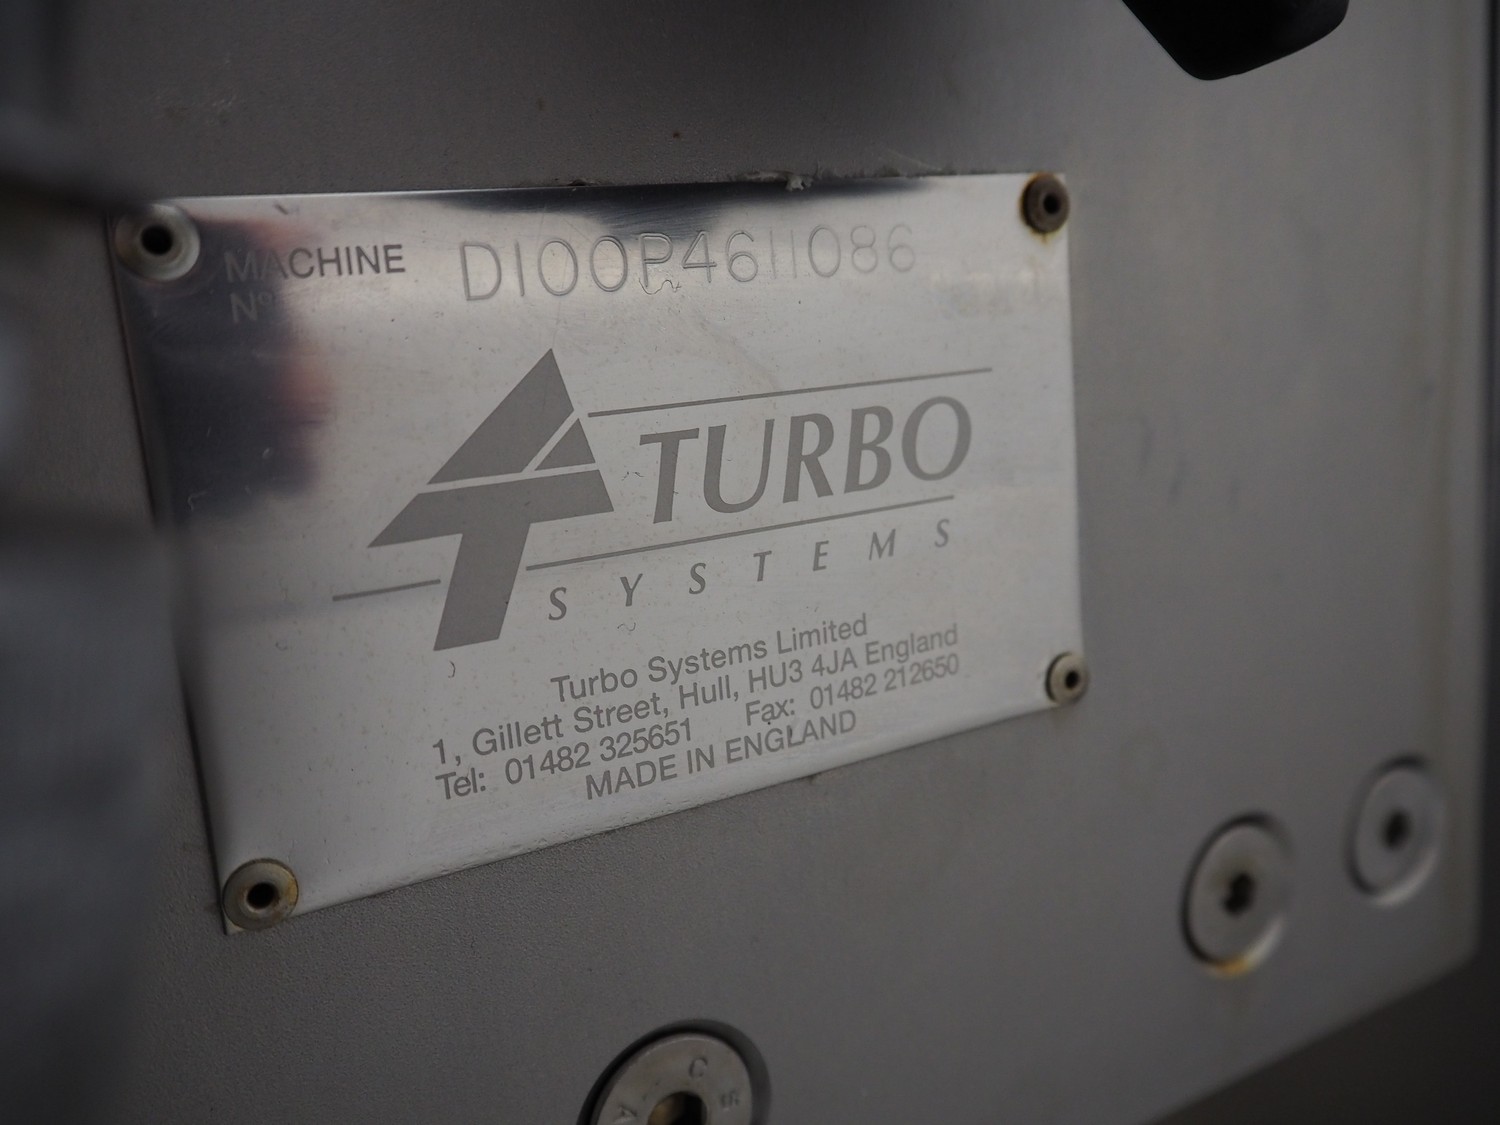 MACHINE D100P4611086
Nº
TURBO
SYSTEMS
Turbo Systems Limited
1, Gillett Street, Hull, HU3 4JA England
Tel: 01482 325651 Fax: 01482 212650
MADE IN ENGLAND
C
A